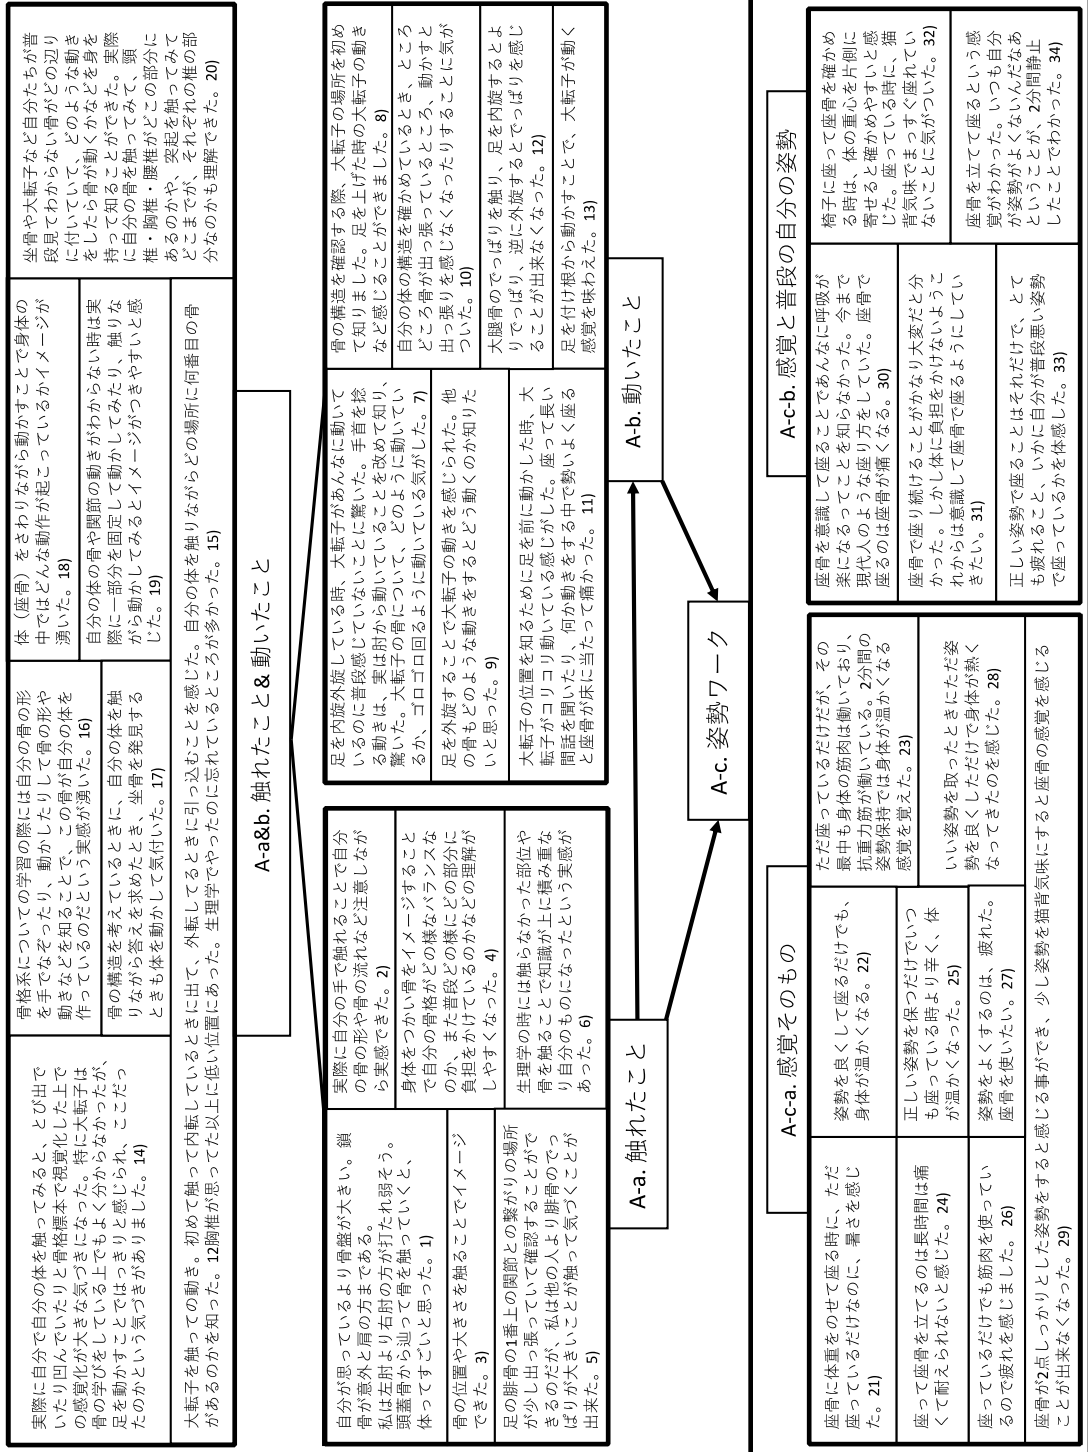 実際に自分で自分の体を触ってみると、とび出で
いたり凹んでいたりと骨格標本で視覚化した上で
の感覚化が大きな気づきになった。特に大転子は
骨の学びをしている上でもよく分からなかったが、
足を動かすことではっきりと感じられ、ここだっ
たのかという気づきがありました。14)
骨格系についての学習の際には自分の骨の形
を手でなぞったり、動かしたりして骨の形や
動きなどを知ることで、この骨が自分の体を
作っているのだという実感が湧いた。16)
骨の構造を考えているときに、自分の体を触
りながら答えを求めたとき、坐骨を発見する
ときも体を動かして気付いた。17)
体（座骨）をさわりながら動かすことで身体の
中ではどんな動作が起こっているかイメージが
湧いた。18)
自分の体の骨や関節の動きがわからない時は実
際に一部分を固定して動かしてみたり、触りな
がら動かしてみるとイメージがつきやすいと感
じた。19)
坐骨や大転子など自分たちが普
段見てわからない骨がどの辺り
に付いていて、どのような動き
をしたら骨が動くかなどを身を
持って知ることができた。実際
に自分の骨を触ってみて、頸
椎・胸椎・腰椎がどこの部分に
あるのかや、突起を触ってみて
どこまでが、それぞれの椎の部
分なのかも理解できた。20)
大転子を触っての動き。初めて触って内転しているときに出て、外転してるときに引っ込むことを感じた。自分の体を触りながらどの場所に何番目の骨
があるのかを知った。12胸椎が思ってた以上に低い位置にあった。生理学でやったのに忘れているところが多かった。15)
A-a&b. 触れたこと & 動いたこと
自分が思っているより骨盤が大きい。鎖
骨が意外と肩の方まである。
私は左肘より右肘の方が打たれ弱そう。
頭蓋骨から辿って骨を触っていくと、
体ってすごいと思った。1)
実際に自分の手で触れることで自分
の骨の形や骨の流れなど注意しなが
ら実感できた。2)
骨の位置や大きさを触ることでイメージ
できた。3)
身体をつかい骨をイメージすること
で自分の骨格がどの様なバランスな
のか、また普段どの様にどの部分に
負担をかけているのかなどの理解が
しやすくなった。4)
足の腓骨の1番上の関節との繋がりの場所
が少し出っ張っていて確認することがで
きるのだが、私は他の人より腓骨のでっ
ぱりが大きいことが触って気づくことが
出来た。5)
生理学の時には触らなかった部位や
骨を触ることで知識が上に積み重な
り自分のものになったという実感が
あった。6)
足を内旋外旋している時、大転子があんなに動いて
いるのに普段感じていないことに驚いた。手首を捻
る動きは、実は肘から動いていることを改めて知り、
驚いた。大転子の骨について、どのように動いてい
るか、ゴロゴロ回るように動いている気がした。7)
骨の構造を確認する際、大転子の場所を初め
て知りました。足を上げた時の大転子の動き
など感じることができました。8)
足を外旋することで大転子の動きを感じられた。他
の骨もどのような動きをするとどう動くのか知りた
いと思った。9)
自分の体の構造を確かめているとき、ところ
どころ骨が出っ張っているところ、動かすと
出っ張りを感じなくなったりすることに気が
ついた。10)
大転子の位置を知るために足を前に動かした時、大
転子がコリコリ動いている感じがした。座って長い
間話を聞いたり、何か動きをする中で勢いよく座る
と座骨が床に当たって痛かった。11)
大腿骨のでっぱりを触り、足を内旋するとよ
りでっぱり、逆に外旋するとでっぱりを感じ
ることが出来なくなった。12)
足を付け根から動かすことで、大転子が動く
感覚を味わえた。13)
A-a. 触れたこと
A-b. 動いたこと
A-c. 姿勢ワーク
A-c-a. 感覚そのもの
座骨に体重をのせて座る時に、ただ
座っているだけなのに、暑さを感じ
た。21)
姿勢を良くして座るだけでも、
身体が温かくなる。22)
ただ座っているだけだが、その
最中も身体の筋肉は働いており、
抗重力筋が働いている。2分間の
姿勢保持では身体が温かくなる
感覚を覚えた。23)
座って座骨を立てるのは長時間は痛
くて耐えられないと感じた。24)
正しい姿勢を保つだけでいつ
も座っている時より辛く、体
が温かくなった。25)
座っているだけでも筋肉を使ってい
るので疲れを感じました。26)
姿勢をよくするのは、疲れた。
座骨を使いたい。27)
いい姿勢を取ったときにただ姿
勢を良くしただけで身体が熱く
なってきたのを感じた。28)
座骨が2点しっかりとした姿勢をすると感じる事ができ、少し姿勢を猫背気味にすると座骨の感覚を感じる
ことが出来なくなった。29)
A-c-b. 感覚と普段の自分の姿勢
座骨を意識して座ることであんなに呼吸が
楽になるってことを知らなかった。今まで
現代人のような座り方をしていた。座骨で
座るのは座骨が痛くなる。30)
座骨で座り続けることがかなり大変だと分
かった。しかし体に負担をかけないようこ
れからは意識して座骨で座るようにしてい
きたい。31)
椅子に座って座骨を確かめ
る時は、体の重心を片側に
寄せると確かめやすいと感
じた。座っている時に、猫
背気味でまっすぐ座れてい
ないことに気がついた。32)
正しい姿勢で座ることはそれだけで、とて
も疲れること、いかに自分が普段悪い姿勢
で座っているかを体感した。33)
座骨を立てて座るという感
覚がわかった。いつも自分
が姿勢がよくないんだなあ
ということが、2分間静止
したことでわかった。34)